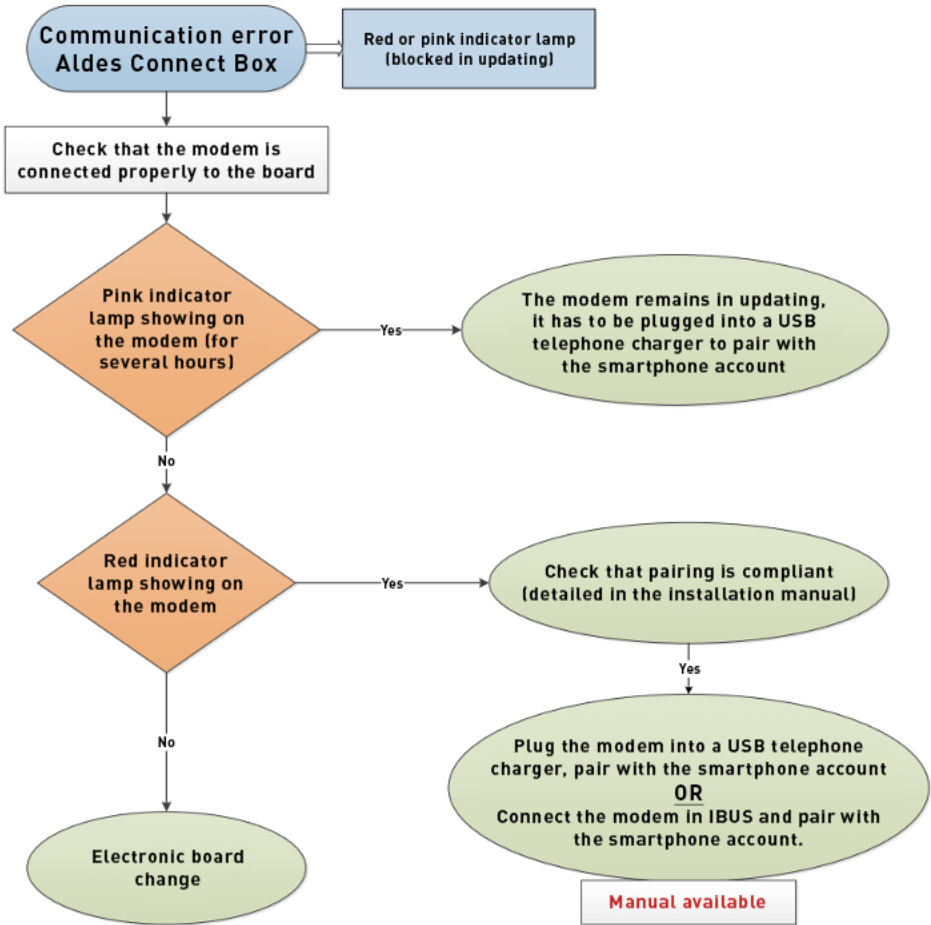 Communication error
Aldes Connect Box
Red or pink indicator lamp
(blocked in updating)
Check that the modem is
connected properly to the board
Pink indicator
lamp showing on
the modem (for
several hours)
Yes
The modem remains in updating,
it has to be plugged into a USB
telephone charger to pair with
the smartphone account
No
Red indicator
lamp showing on
the modem
Yes
Check that pairing is compliant
(detailed in the installation manual)
Yes
Plug the modem into a USB telephone
charger, pair with the smartphone account
OR
Connect the modem in IBUS and pair with
the smartphone account.
Manual available
No
Electronic board
change